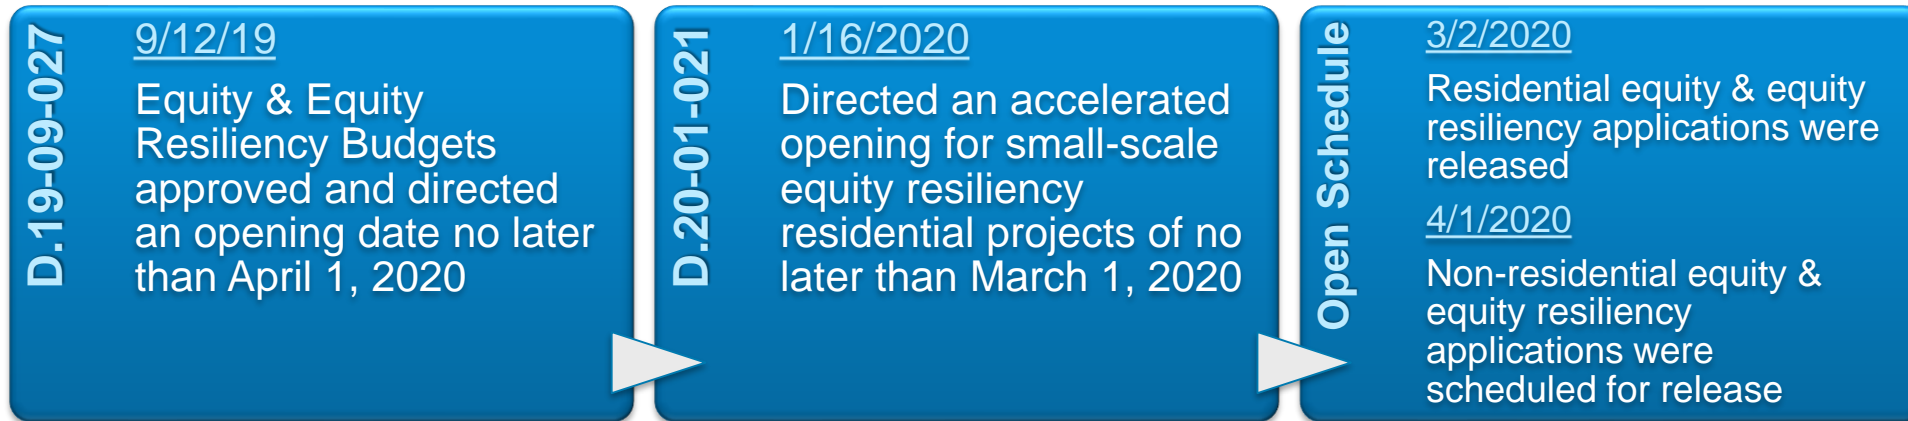 D.19-09-027
9/12/19
Equity & Equity
Resiliency Budgets
approved and directed
an opening date no later
than April 1, 2020
D.20-01-021
1/16/2020
Directed an accelerated
opening for small-scale
equity resiliency
residential projects of no
later than March 1, 2020
Open Schedule
3/2/2020
Residential equity & equity
resiliency applications were
released
4/1/2020
Non-residential equity &
equity resiliency
applications were
scheduled for release